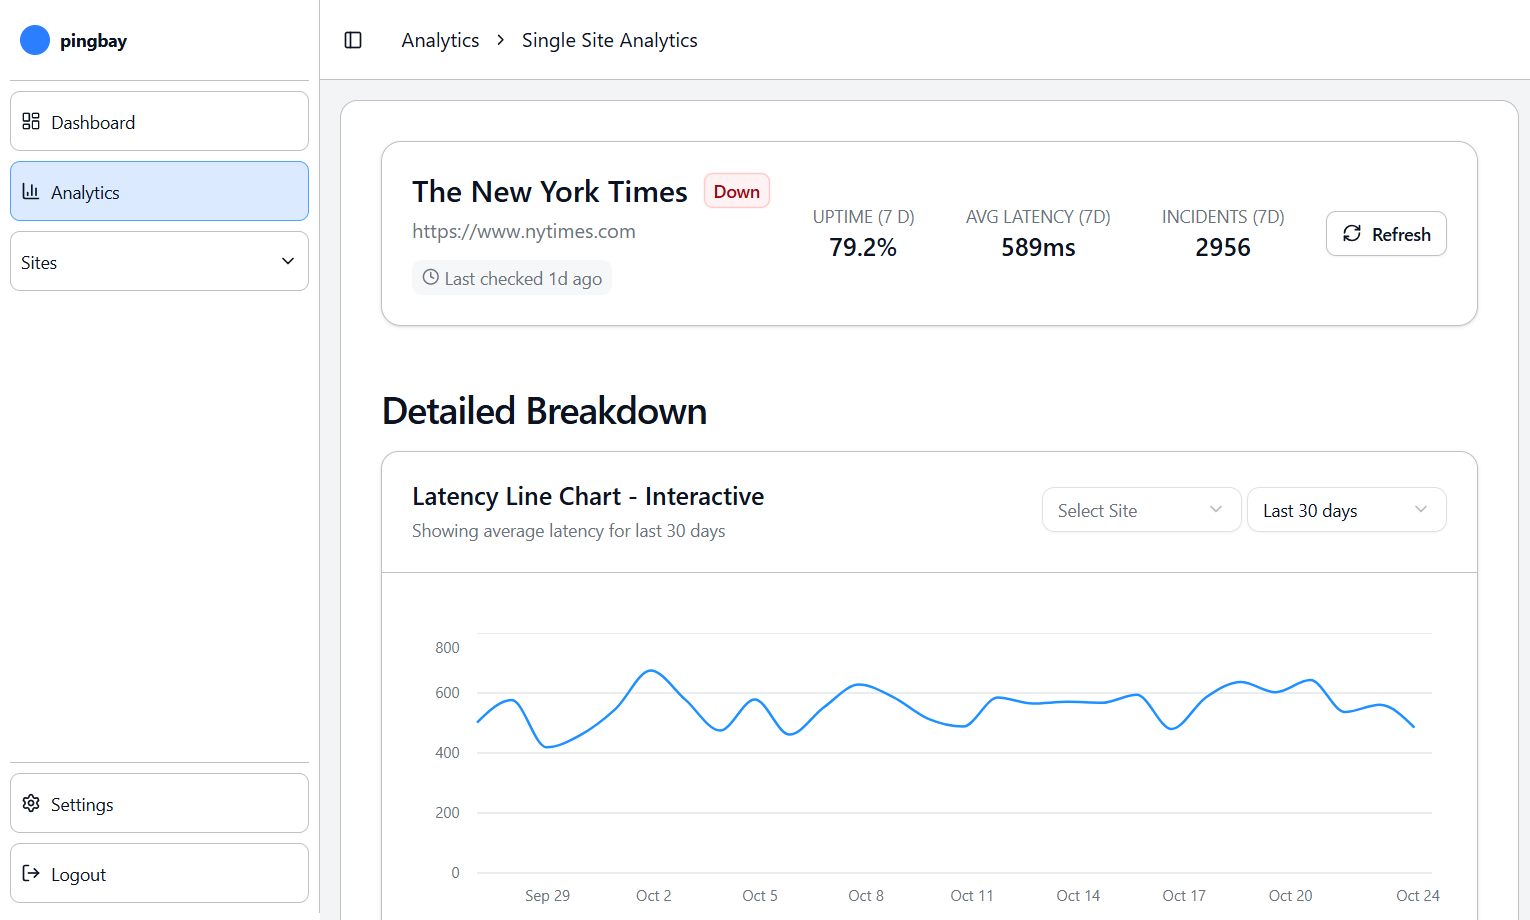 pingbay
Dashboard
Analytics
Sites
Settings
Logout
Analytics > Single Site Analytics
The New York Times Down
https://www.nytimes.com
Last checked 1d ago
UPTIME (7 D)
79.2%
AVG LATENCY (7D)
589ms
INCIDENTS (7D)
2956
Refresh
Detailed Breakdown
Latency Line Chart - Interactive
Showing average latency for last 30 days
Select Site
Last 30 days
800
600
400
200
0
Sep 29 Oct 2 Oct 5 Oct 8 Oct 11 Oct 14 Oct 17 Oct 20 Oct 24